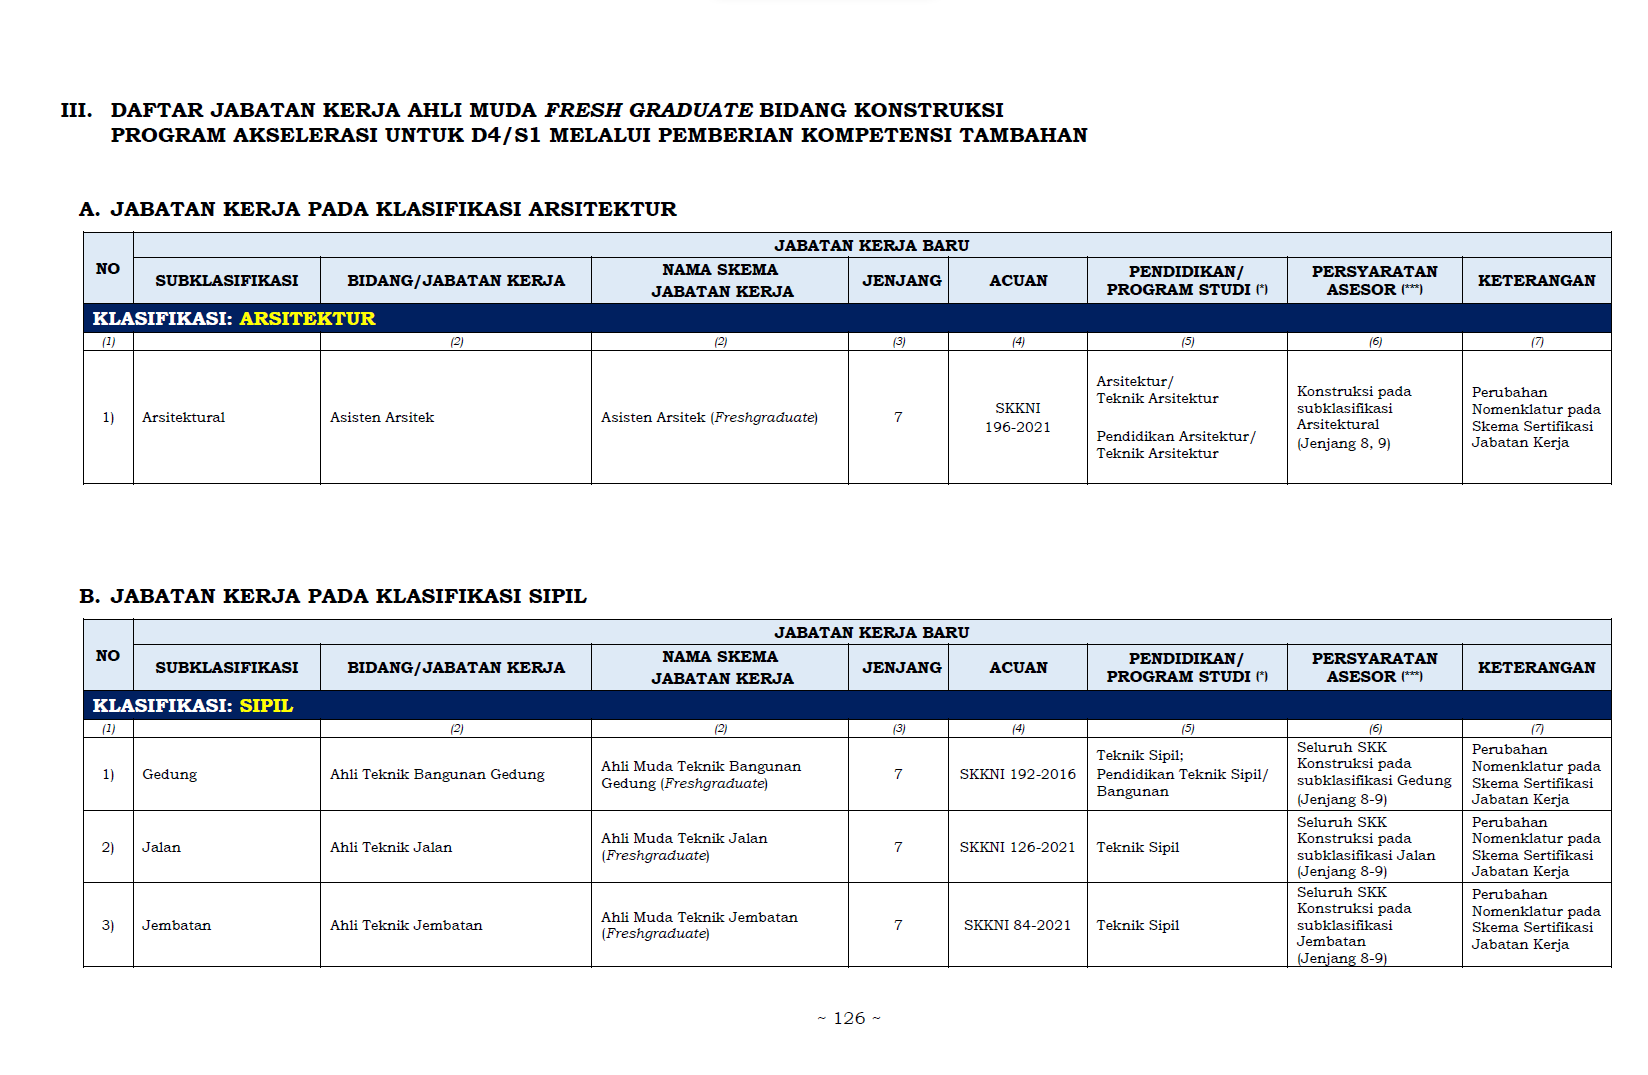 III. DAFTAR JABATAN KERJA AHLI MUDA FRESH GRADUATE BIDANG KONSTRUKSI
PROGRAM AKSELERASI UNTUK D4/S1 MELALUI PEMBERIAN KOMPETENSI TAMBAHAN
A. JABATAN KERJA PADA KLASIFIKASI ARSITEKTUR
NO
JABATAN KERJA BARU
SUBKLASIFIKASI
BIDANG/JABATAN KERJA
NAMA SKEMA
JABATAN KERJA
JENJANG
ACUAN
PENDIDIKAN/
PROGRAM STUDI (*)
PERSYARATAN
ASESOR (***)
KETERANGAN
KLASIFIKASI: ARSITEKTUR
(1) (2) (2) (3) (4) (5) (6) (7)
1)
Arsitektural
Asisten Arsitek
Asisten Arsitek (Freshgraduate)
7
SKKNI
196-2021
Arsitektur/
Teknik Arsitektur
Pendidikan Arsitektur/
Teknik Arsitektur
Konstruksi pada
subklasifikasi
Arsitektural
(Jenjang 8, 9)
Perubahan
Nomenklatur pada
Skema Sertifikasi
Jabatan Kerja
B. JABATAN KERJA PADA KLASIFIKASI SIPIL
NO
JABATAN KERJA BARU
SUBKLASIFIKASI
BIDANG/JABATAN KERJA
NAMA SKEMA
JABATAN KERJA
JENJANG
ACUAN
PENDIDIKAN/
PROGRAM STUDI (*)
PERSYARATAN
ASESOR (***)
KETERANGAN
KLASIFIKASI: SIPIL
(1) (2) (2) (3) (4) (5) (6) (7)
1)
Gedung
Ahli Teknik Bangunan Gedung
Ahli Muda Teknik Bangunan
Gedung (Freshgraduate)
7
SKKNI 192-2016
Teknik Sipil;
Pendidikan Teknik Sipil/
Bangunan
Seluruh SKK
Konstruksi pada
subklasifikasi Gedung
(Jenjang 8-9)
Perubahan
Nomenklatur pada
Skema Sertifikasi
Jabatan Kerja
2)
Jalan
Ahli Teknik Jalan
Ahli Muda Teknik Jalan
(Freshgraduate)
7
SKKNI 126-2021
Teknik Sipil
Seluruh SKK
Konstruksi pada
subklasifikasi Jalan
(Jenjang 8-9)
Perubahan
Nomenklatur pada
Skema Sertifikasi
Jabatan Kerja
3)
Jembatan
Ahli Teknik Jembatan
Ahli Muda Teknik Jembatan
(Freshgraduate)
7
SKKNI 84-2021
Teknik Sipil
Seluruh SKK
Konstruksi pada
subklasifikasi
Jembatan
(Jenjang 8-9)
Perubahan
Nomenklatur pada
Skema Sertifikasi
Jabatan Kerja
~ 126 ~